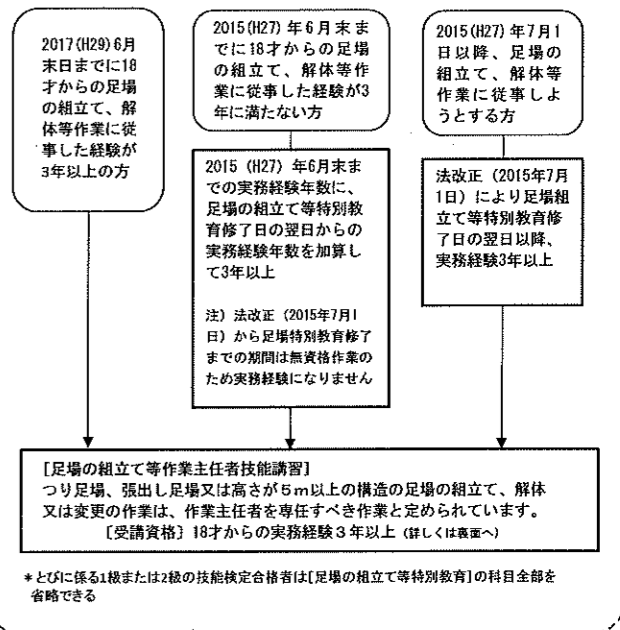 2017(H29)6月
末日までに18
才からの足場
の組立て、解
体等作業に従
事した経験が
3年以上の方
2015(H27)年6月末ま
でに18才からの足場
の組立て、解体等作
業に従事した経験が3
年に満たない方
2015 (H27) 年6月末ま
での実務経験年数に、
足場の組立て等特別教
育修了日の翌日からの
実務経験年数を加算し
て3年以上
注）法改正（2015年7月1
日）から足場特別教育修了
までの期間は無資格作業の
ため実務経験になりません
2015(H27)年7月1
日以降、足場の
組立て、解体等
作業に従事しよ
うとする方
法改正（2015年7月
1日）により足場組
立て等特別教育修
了日の翌日以降、
実務経験3年以上
[足場の組立て等作業主任者技能講習]
つり足場、張出し足場又は高さが５ｍ以上の構造の足場の組立て、解体
又は変更の作業は、作業主任者を専任すべき作業と定められています。
[受講資格] 18才からの実務経験３年以上（詳しくは裏面へ）
＊とびに係る1級または2級の技能検定合格者は[足場の組立て等特別教育]の科目全部を
省略できる